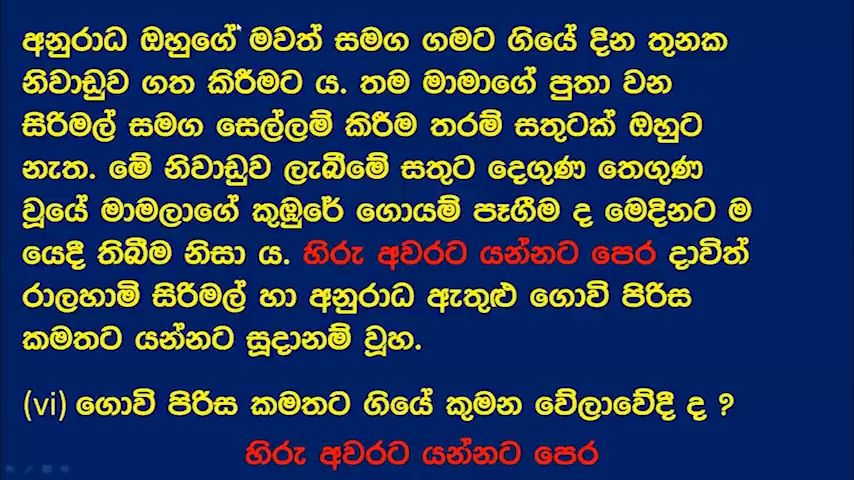 අනුරාධ ඔහුගේ මවත් සමග ගමට ගියේ දින තුනක
නිවාඩුව ගත කිරීමට ය. තම මාමාගේ පුතා වන
සිරිමල් සමග සෙල්ලම් කිරීම තරම් සතුටක් ඔහුට
නැත. මේ නිවාඩුව ලැබීමේ සතුට දෙගුණ තෙගුණ
වූයේ මාමලාගේ කුඹුරේ ගොයම් පෑගීම ද මෙදිනට ම
යෙදී තිබීම නිසා ය. හිරු අවරට යන්නට පෙර දාවිත්
රාලහාමි සිරිමල් හා අනුරාධ ඇතුළු ගොවි පිරිස
කමතට යන්නට සූදානම් වූහ.
(vi) ගොවි පිරිස කමතට ගියේ කුමන වේලාවේදී ද ?
හිරු අවරට යන්නට පෙර